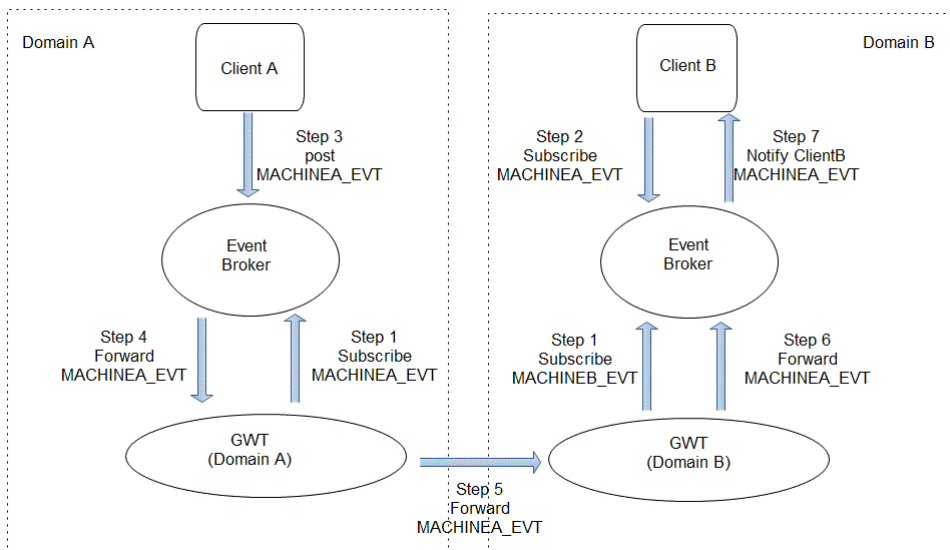 Domain A
Domain B
Client A
Client B
Step 3
post
MACHINEA_EVT
Step 2
Subscribe
MACHINEA_EVT
Step 7
Notify ClientB
MACHINEA_EVT
Event
Broker
Event
Broker
Step 4
Forward
MACHINEA_EVT
Step 1
Subscribe
MACHINEA_EVT
Step 1
Subscribe
MACHINEB_EVT
Step 6
Forward
MACHINEA_EVT
GWT
(Domain A)
GWT
(Domain B)
Step 5
Forward
MACHINEA_EVT